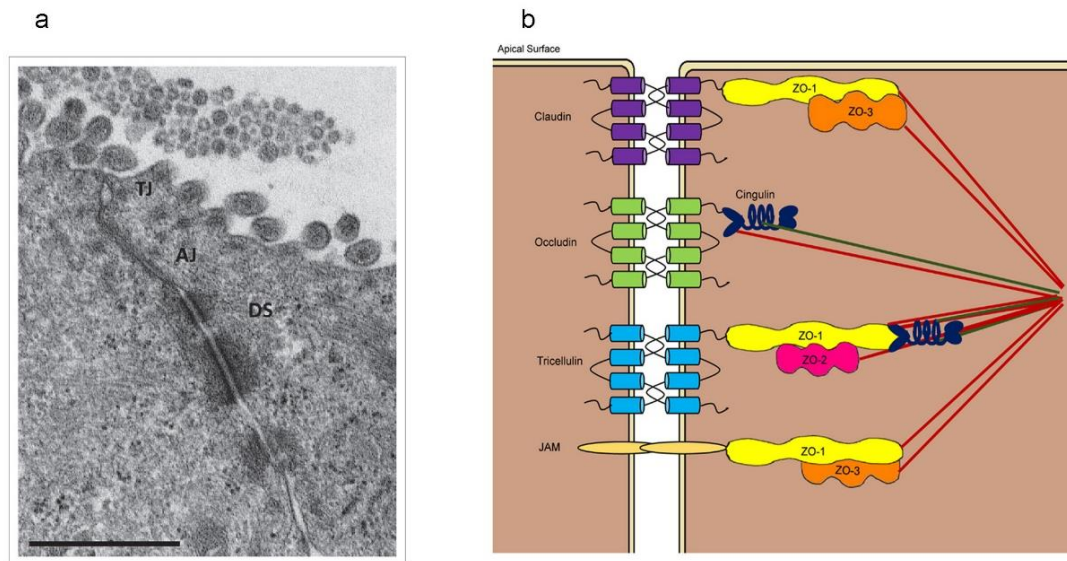 a
TJ
AJ
DS
b
Apical Surface
Claudin
ZO-1
ZO-3
Cingulin
Occludin
Tricellulin
ZO-1
ZO-2
JAM
ZO-1
ZO-3